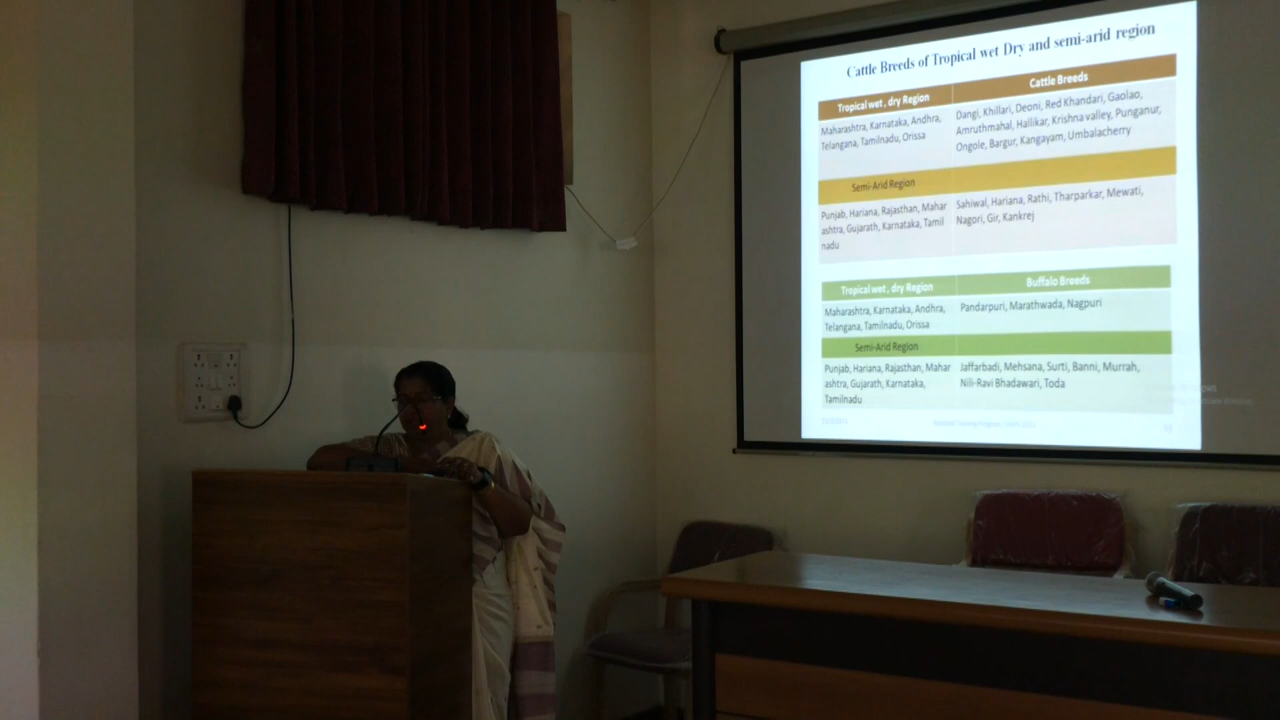 Cattle Breeds of Tropical wet Dry and semi-arid region
Tropical wet , dry Region
Cattle Breeds
Maharashtra, Karnataka, Andhra,
Telangana, Tamilnadu, Orissa
Dangi, Khillari, Deoni, Red Khandari, Gaolao,
Amruthmahal, Hallikar, Krishna valley, Punganur,
Ongole, Bargur, Kangayam, Umbalacherry
Semi-Arid Region
Punjab, Hariana, Rajasthan, Mahar
ashtra, Gujarath, Karnataka, Tamil
nadu
Sahiwal, Hariana, Rathi, Tharparkar, Mewati,
Nagori, Gir, Kankrej
Tropical wet , dry Region
Buffalo Breeds
Maharashtra, Karnataka, Andhra,
Telangana, Tamilnadu, Orissa
Pandarpuri, Marathwada, Nagpuri
Semi-Arid Region
Punjab, Hariana, Rajasthan, Mahar
ashtra, Gujarath, Karnataka,
Tamilnadu
Jaffarbadi, Mehsana, Surti, Banni, Murrah,
Nili-Ravi Bhadawari, Toda